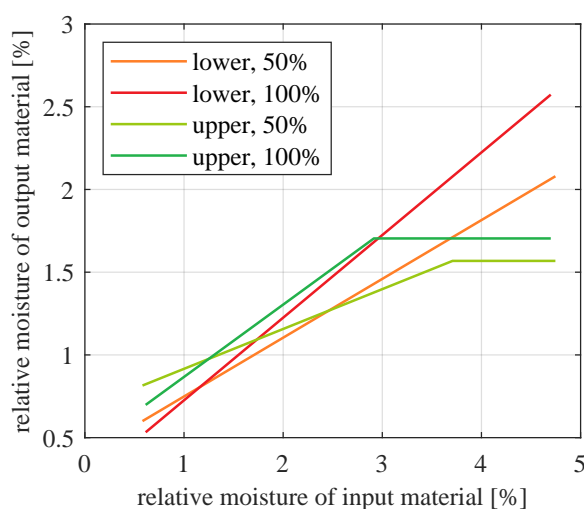 3
2.5
2
1.5
1
0.5
relative moisture of output material [%]
lower, 50%
lower, 100%
upper, 50%
upper, 100%
0 1 2 3 4 5
relative moisture of input material [%]